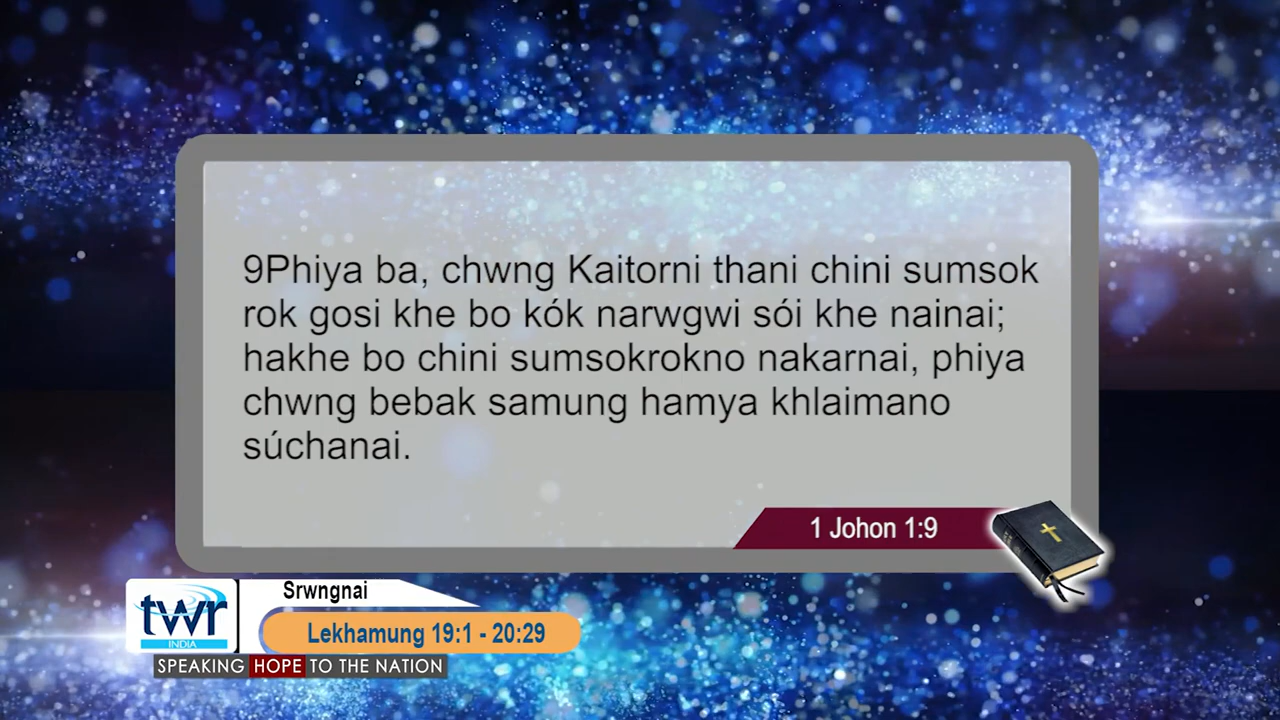 9Phiya ba, chwng Kaitorni thani chini sumsok
rok gosi khe bo kók narwgwi sói khe nainai;
hakhe bo chini sumsokrokno nakarnai, phiya
chwng bebak samung hamya khlaimano
súchanai.
1 Johon 1:9
Srwngnai
twr
INDIA
Lekhamung 19:1 - 20:29
SPEAKING HOPE TO THE NATION